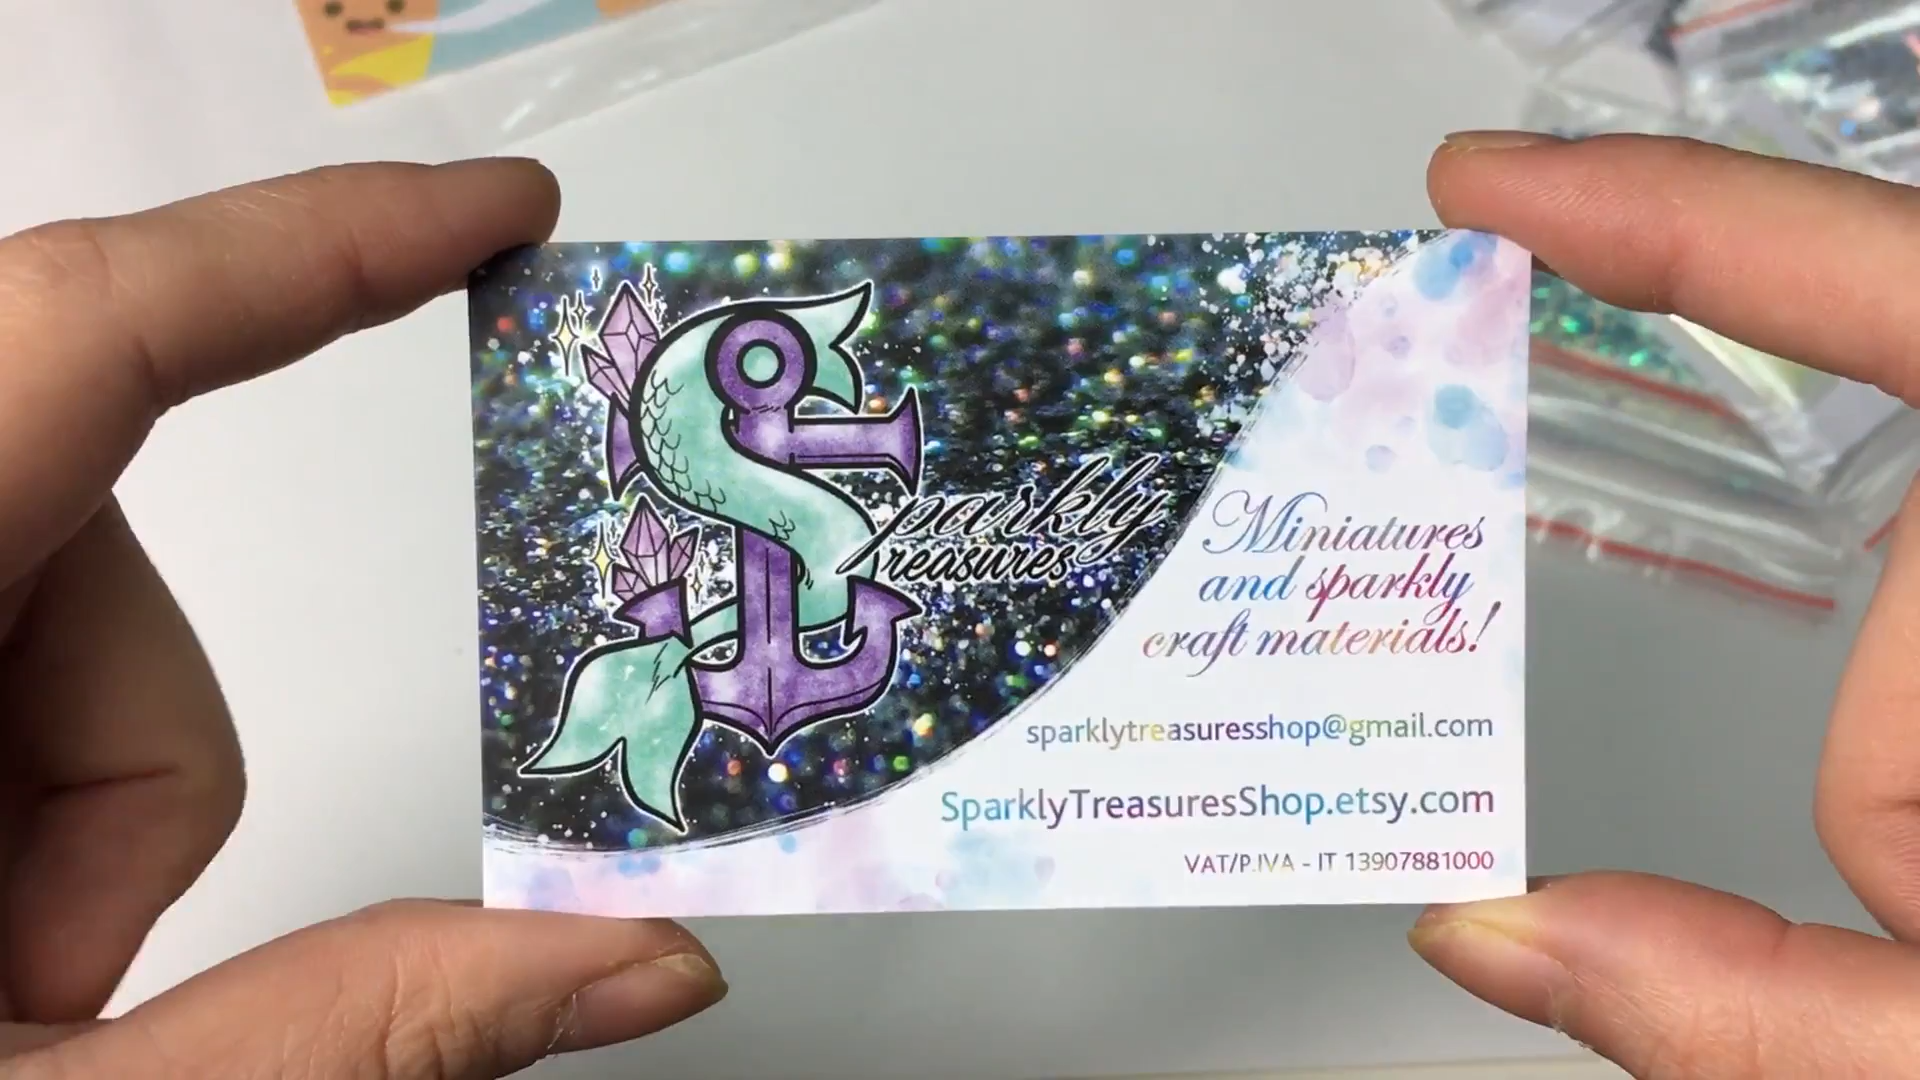 Sparkly
Treasures
Miniatures
and sparkly
craft materials!
sparklytreasuresshop@gmail.com
SparklyTreasuresShop.etsy.com
VAT/P.IVA - IT 13907881000